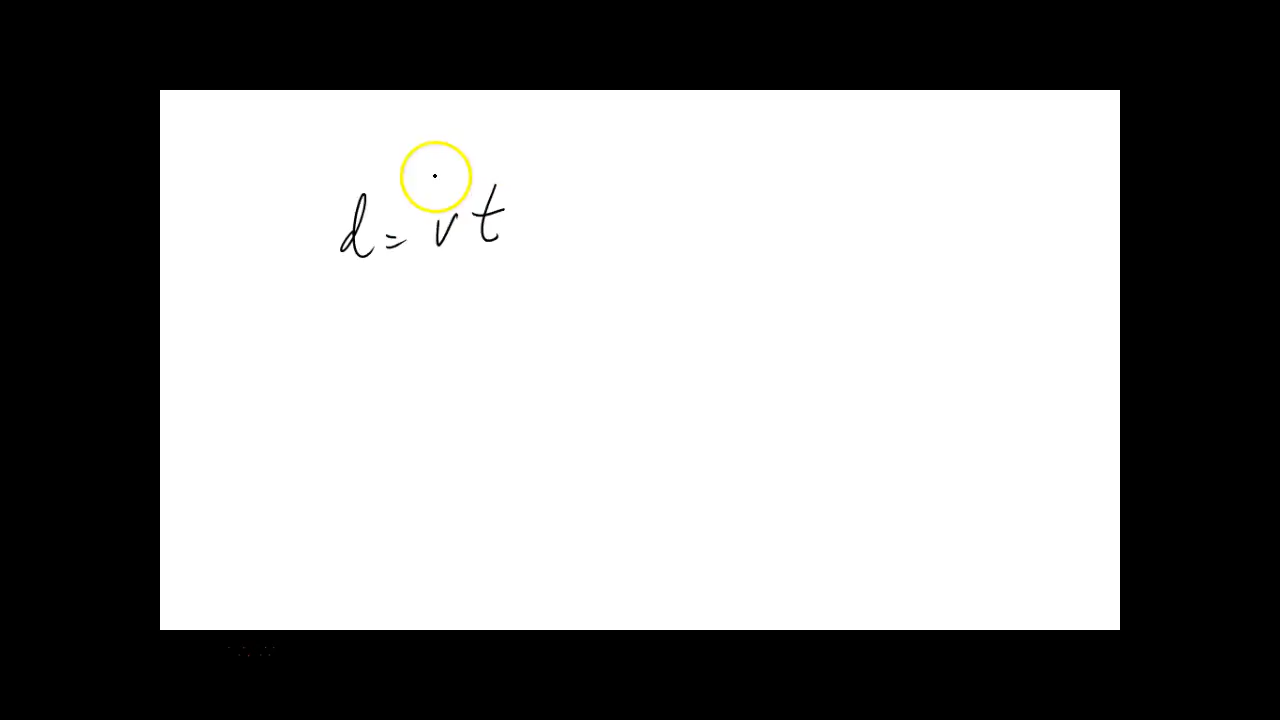 d = vt